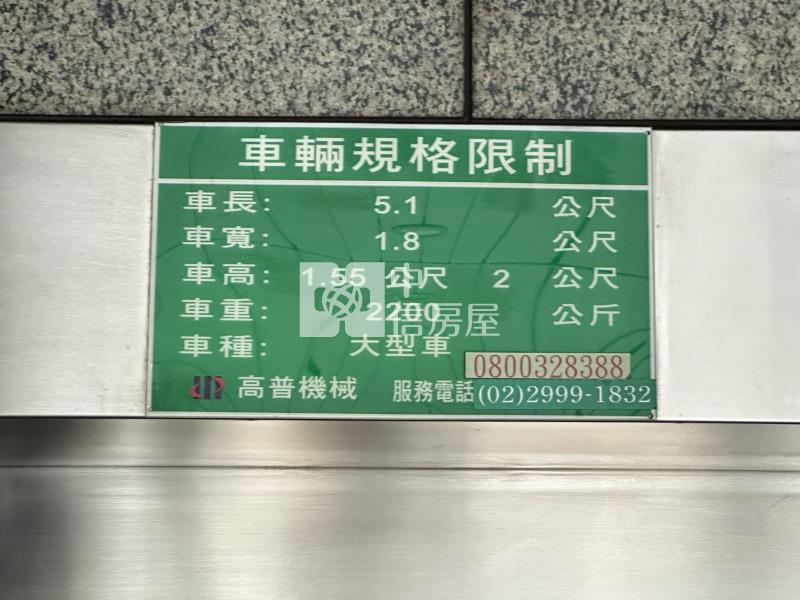 車輛規格限制
車長: 5.1 公尺
車寬: 1.8 公尺
車高: 1.55 公尺 2 公尺
車重: 2200 公斤
車種: 大型車
0800328388
高普機械 服務電話 (02)2999-1832
信房屋